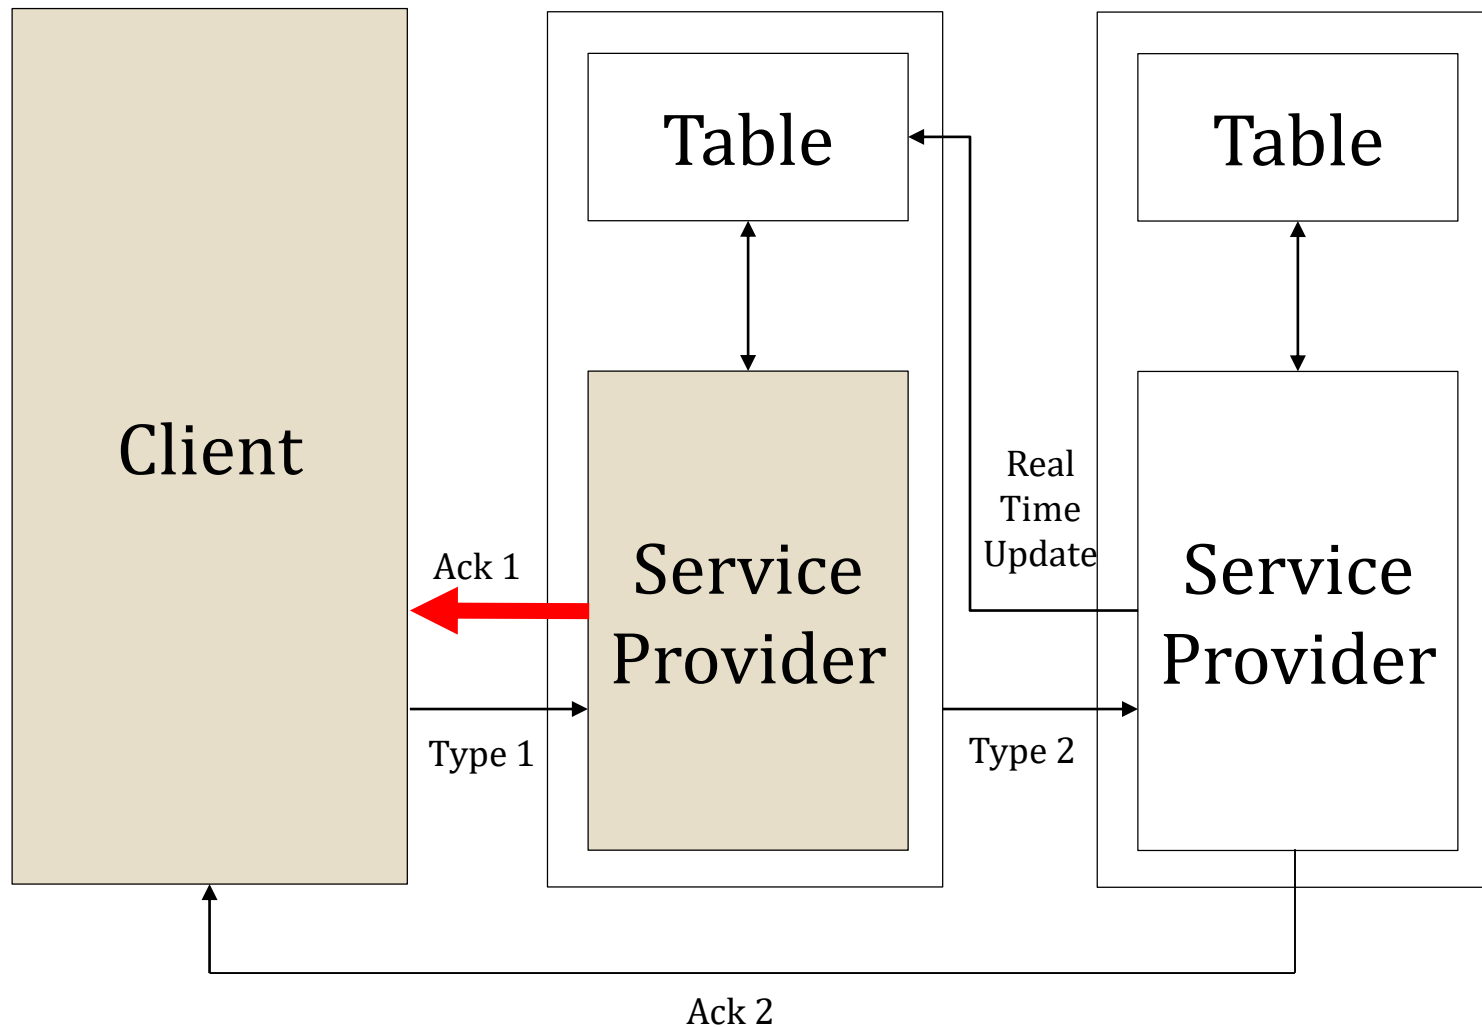 Table
Table
Client
Real
Time
Update
Ack 1
Service
Provider
Service
Provider
Type 1
Type 2
Ack 2